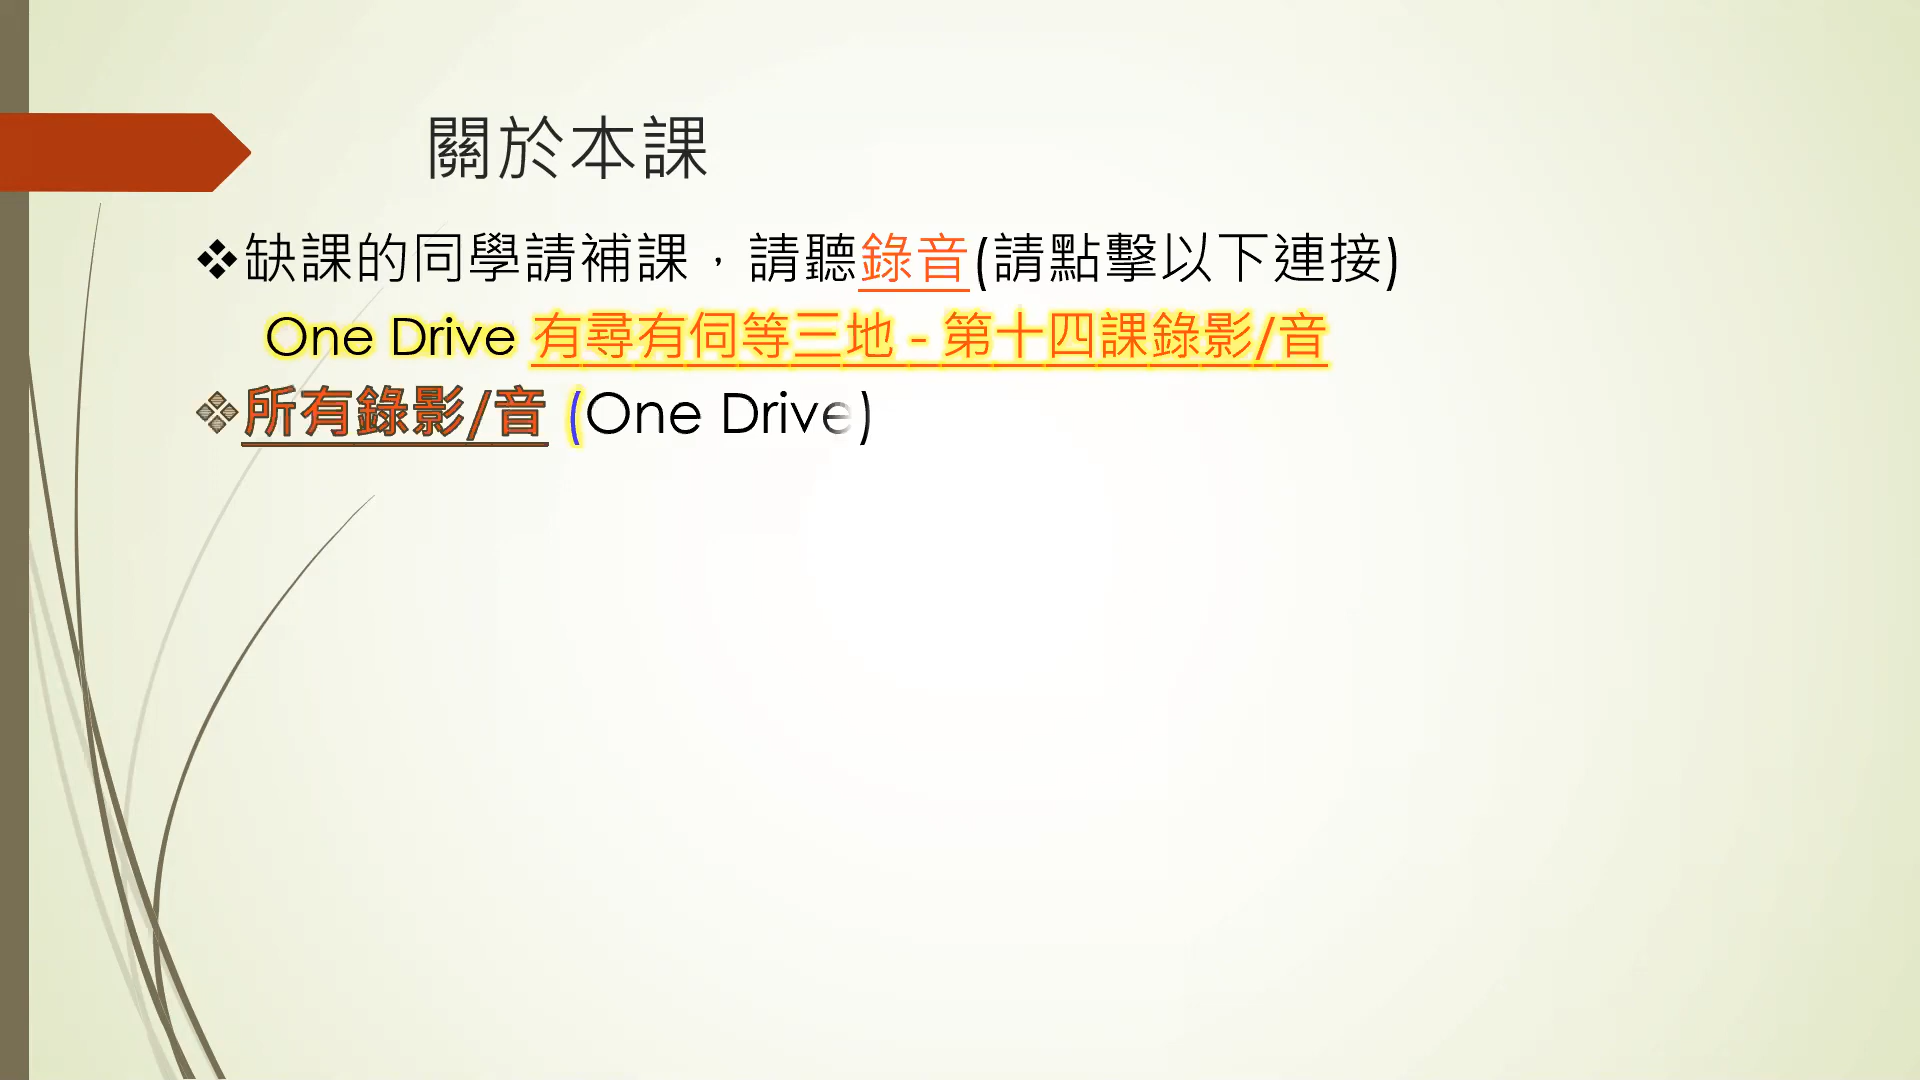 關於本課
❖缺課的同學請補課，請聽錄音(請點擊以下連接)
One Drive 有尋有伺等三地 - 第十四課錄影/音
❖所有錄影/音 (One Drive)